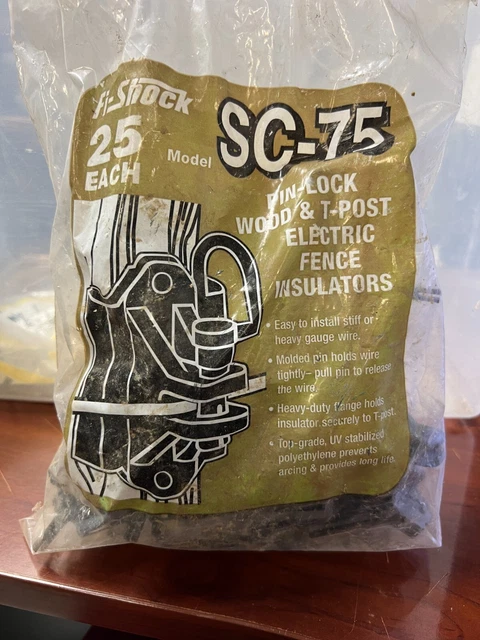 Fi-Shock
25
EACH
Model SC-75
PIN-LOCK
WOOD & T-POST
ELECTRIC
FENCE
INSULATORS
• Easy to install stiff or
heavy gauge wire.
• Molded pin holds wire
tightly– pull pin to release
the wire.
• Heavy-duty flange holds
insulator securely to T-post.
• Top-grade, UV stabilized
polyethylene prevents
arcing & provides long life.